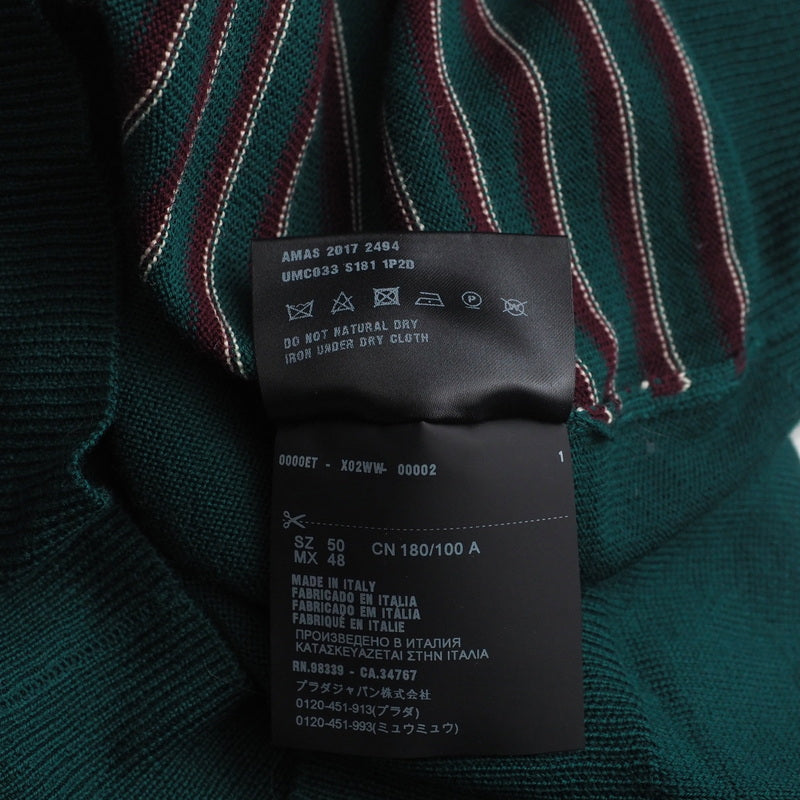 AMAS 2017 2494
UMC033 S181 1P2D
DO NOT NATURAL DRY
IRON UNDER DRY CLOTH
0000ET - X02WW- 00002 1
SZ 50 CN 180/100 A
MX 48
MADE IN ITALY
FABRICADO EN ITALIA
FABRICADO EM ITÁLIA
FABRIQUÉ EN ITALIE
ПРОИЗВЕДЕНО В ИТАЛИЯ
ΚΑΤΑΣΚΕΥΑΖΕΤΑΙ ΣΤΗΝ ΙΤΑΛΙΑ
RN.98339 - CA.34767
プラダジャパン株式会社
0120-451-913(プラダ)
0120-451-993(ミュウミュウ)